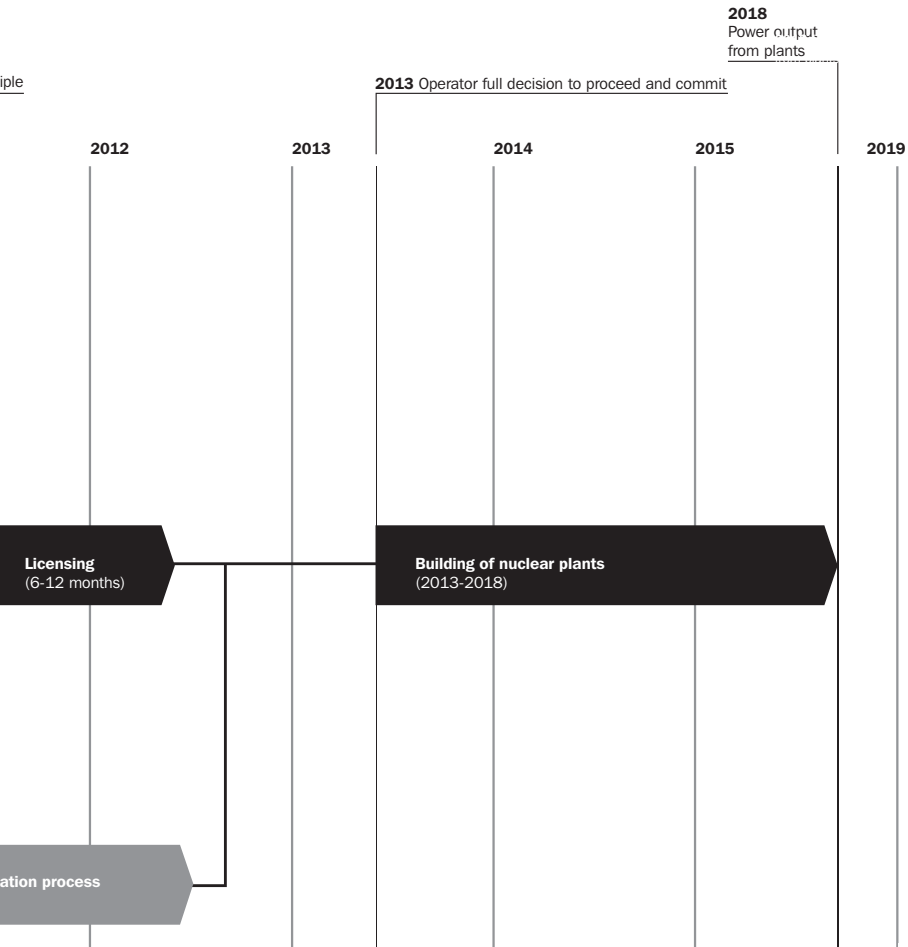 2018
Power output
from plants
iple
2013 Operator full decision to proceed and commit
2012 2013 2014 2015 2019
Licensing
(6-12 months)
Building of nuclear plants
(2013-2018)
ation process